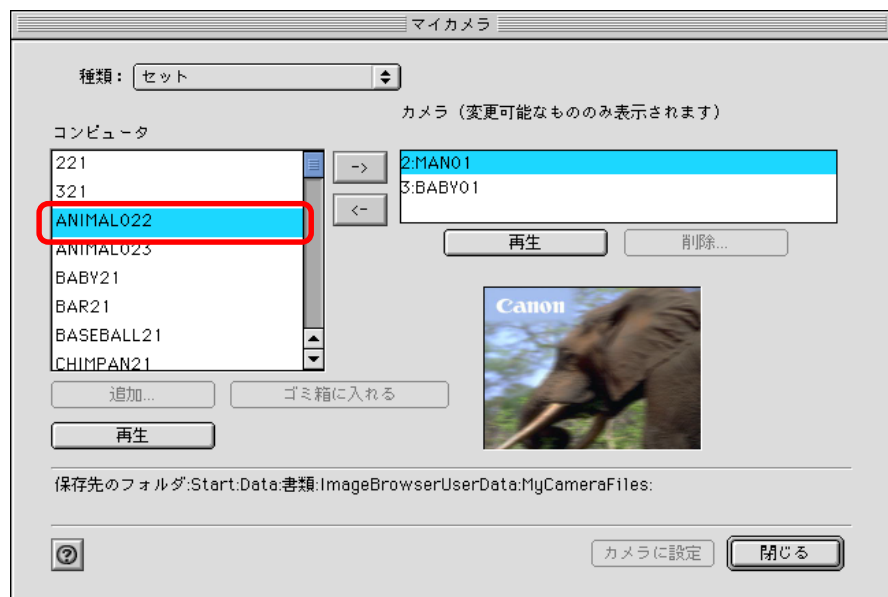 マイカメラ
種類：セット
カメラ（変更可能なもののみ表示されます）
コンピュータ
221
321
ANIMAL022
ANIMAL023
BABY21
BAR21
BASEBALL21
CHIMPAN21
->
<-
2:MAN01
3:BABY01
再生
削除...
Canon
追加...
ゴミ箱に入れる
再生
保存先のフォルダ:Start:Data:書類:ImageBrowserUserData:MyCameraFiles:
?
カメラに設定
閉じる